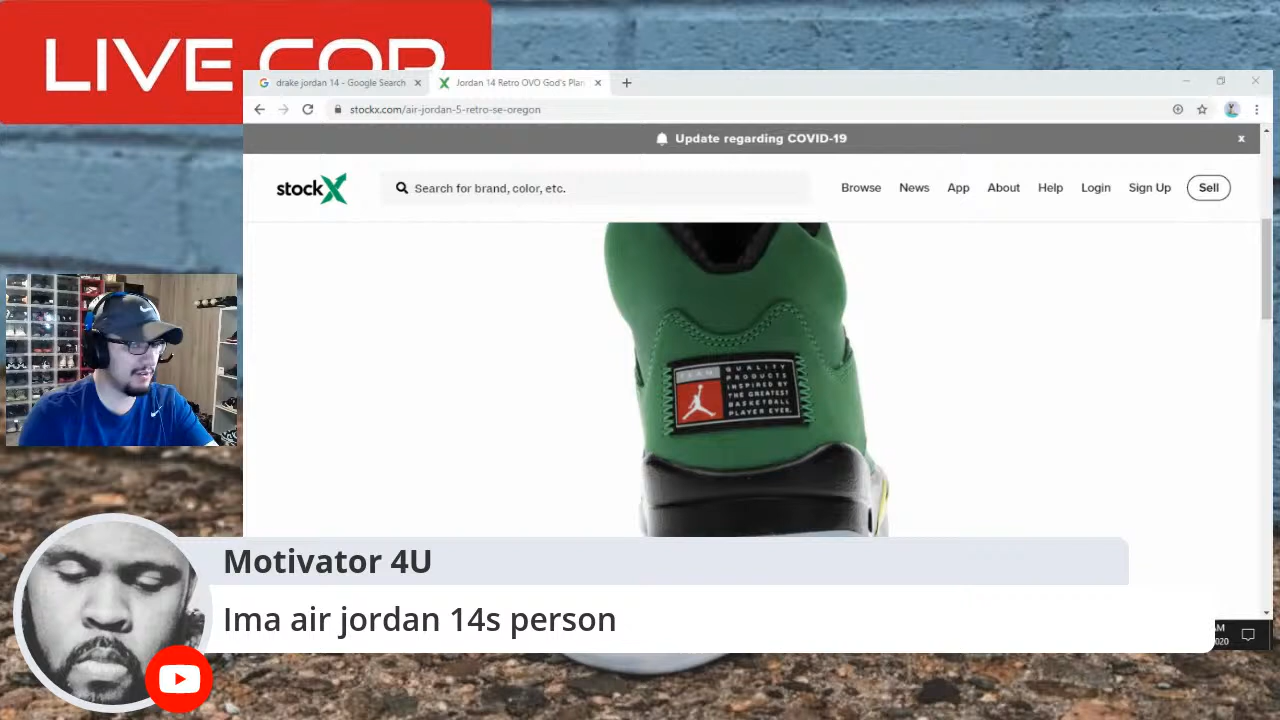 LIVE COP
drake jordan 14 - Google Search
Jordan 14 Retro OVO God's Plan
stockx.com/air-jordan-5-retro-se-oregon
Update regarding COVID-19
x
stockX
Search for brand, color, etc.
Browse
News
App
About
Help
Login
Sign Up
Sell
TEAM
QUALITY
PRODUCTS
INSPIRED BY
THE GREATEST
BASKETBALL
PLAYER EVER.
Motivator 4U
Ima air jordan 14s person
AM